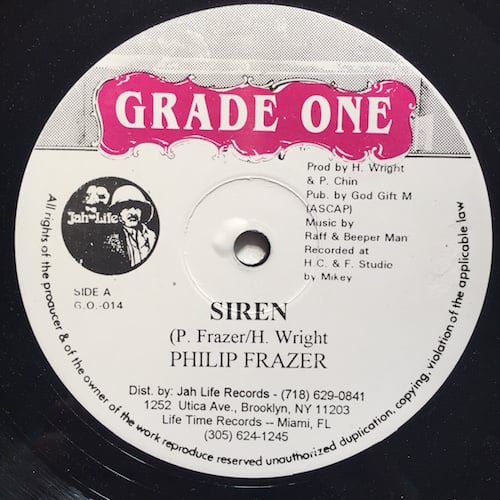 GRADE ONE
Prod by H. Wright
& P. Chin
Pub. by God Gift M
(ASCAP)
Music by
Raff & Beeper Man
Recorded at
H.C. & F. Studio
by Mikey
Jah Life
SIDE A
G.O.-014
SIREN
(P. Frazer/H. Wright
PHILIP FRAZER
Dist. by: Jah Life Records - (718) 629-0841
1252 Utica Ave., Brooklyn, NY 11203
Life Time Records -- Miami, FL
(305) 624-1245
All rights of the producer & of the owner of the work reproduce reserved unauthorized duplication, copying, violation of the applicable law